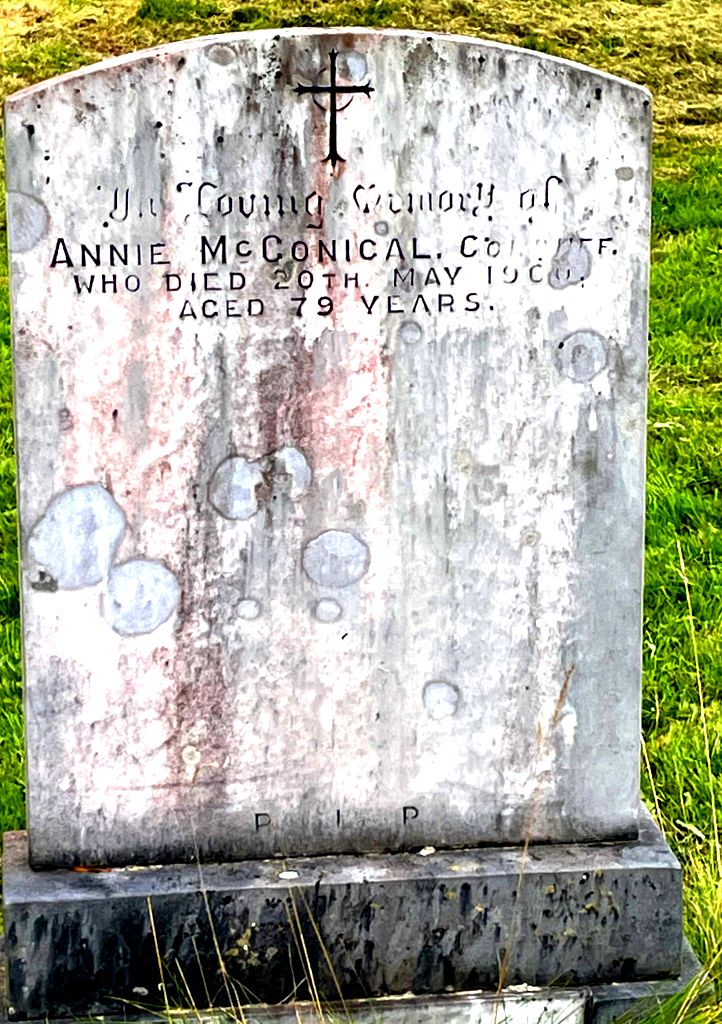 In Loving Memory of
ANNIE McCONICAL,
WHO DIED 20TH. MAY
AGED 79 YEARS.
R I P